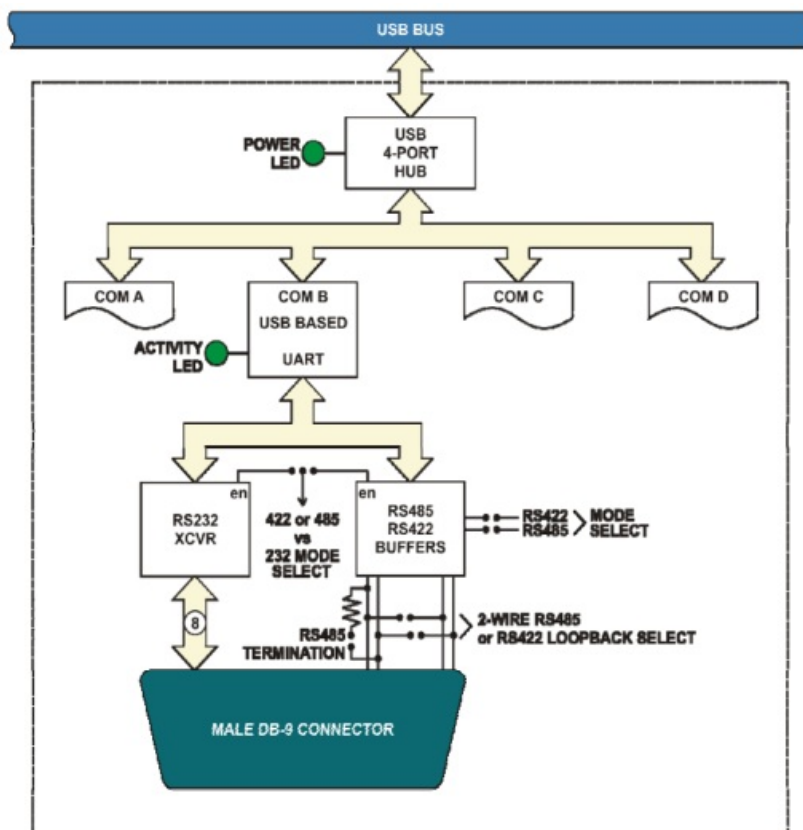 USB BUS
USB
4-PORT
HUB
POWER
LED
COM A
COM B
USB BASED
UART
COM C
COM D
ACTIVITY
LED
en
RS232
XCVR
422 or 485
vs
232 MODE
SELECT
en
RS485
RS422
BUFFERS
RS422
RS485
MODE
SELECT
8
RS485
TERMINATION
2-WIRE RS485
or RS422 LOOPBACK SELECT
MALE DB-9 CONNECTOR